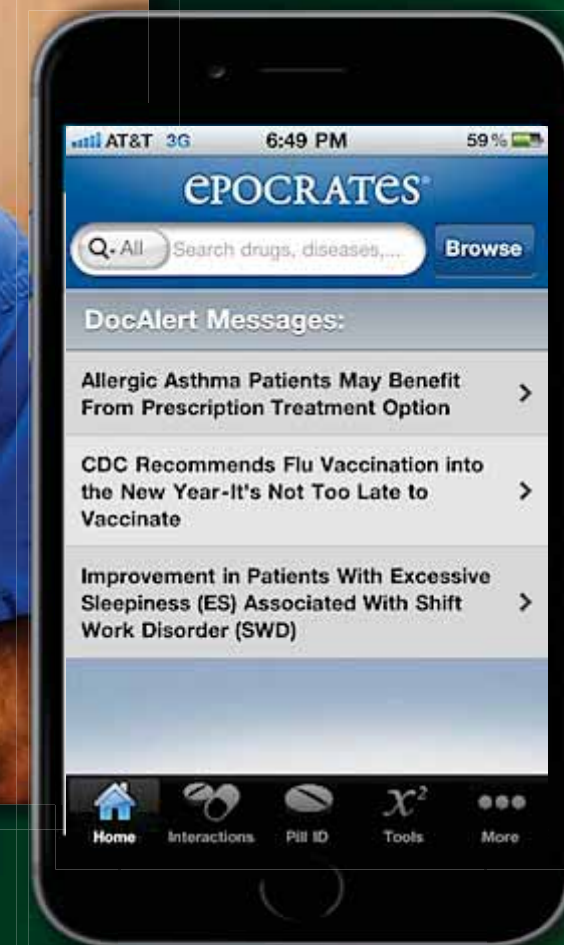 AT&T 3G 6:49 PM 59%
epocrates®
All Search drugs, diseases,... Browse
DocAlert Messages:
Allergic Asthma Patients May Benefit
From Prescription Treatment Option
CDC Recommends Flu Vaccination into
the New Year-It's Not Too Late to
Vaccinate
Improvement in Patients With Excessive
Sleepiness (ES) Associated With Shift
Work Disorder (SWD)
x²
Home Interactions Pill ID Tools More